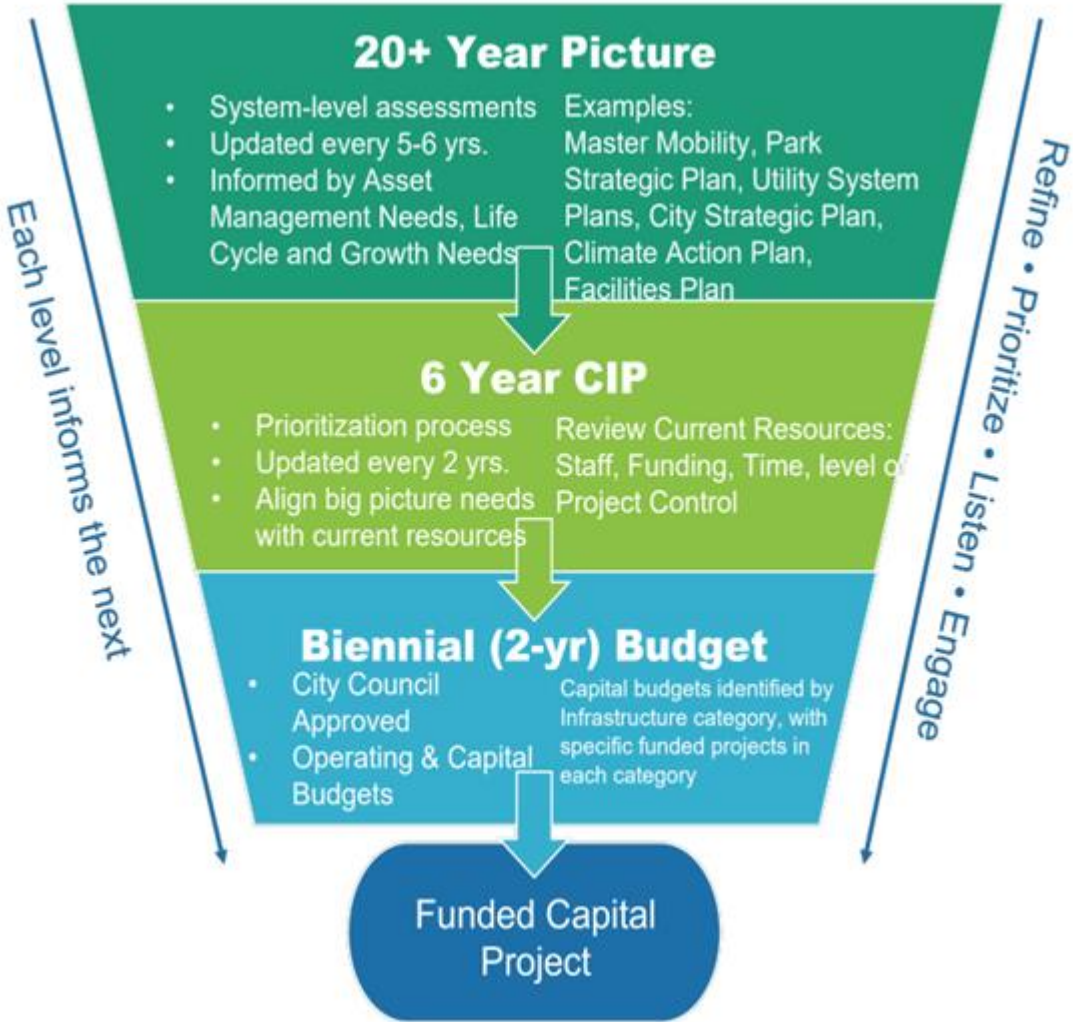 20+ Year Picture
• System-level assessments
• Updated every 5-6 yrs.
• Informed by Asset
Management Needs, Life
Cycle and Growth Needs
Examples:
Master Mobility, Park
Strategic Plan, Utility System
Plans, City Strategic Plan,
Climate Action Plan,
Facilities Plan
6 Year CIP
• Prioritization process
• Updated every 2 yrs.
• Align big picture needs
with current resources
Review Current Resources:
Staff, Funding, Time, level of
Project Control
Biennial (2-yr) Budget
• City Council
Approved
• Operating & Capital
Budgets
Capital budgets identified by
Infrastructure category, with
specific funded projects in
each category
Funded Capital
Project
Each level informs the next
Refine • Prioritize • Listen • Engage